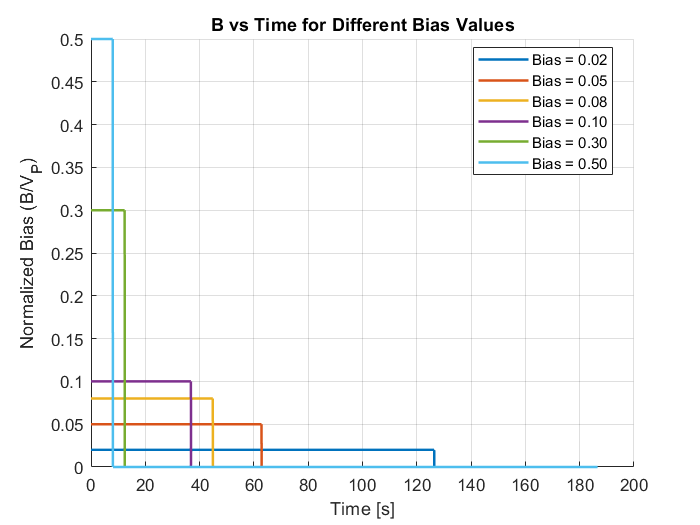 B vs Time for Different Bias Values
Normalized Bias (B/V_P)
0.5
0.45
0.4
0.35
0.3
0.25
0.2
0.15
0.1
0.05
0
Bias = 0.02
Bias = 0.05
Bias = 0.08
Bias = 0.10
Bias = 0.30
Bias = 0.50
0 20 40 60 80 100 120 140 160 180 200
Time [s]